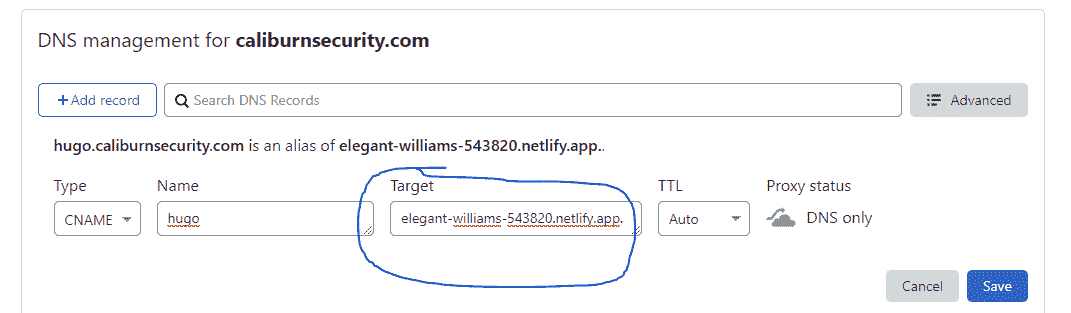 DNS management for caliburnsecurity.com
+Add record
Search DNS Records
Advanced
hugo.caliburnsecurity.com is an alias of elegant-williams-543820.netlify.app..
Type Name Target TTL Proxy status
CNAME hugo elegant-williams-543820.netlify.app. Auto DNS only
Cancel Save